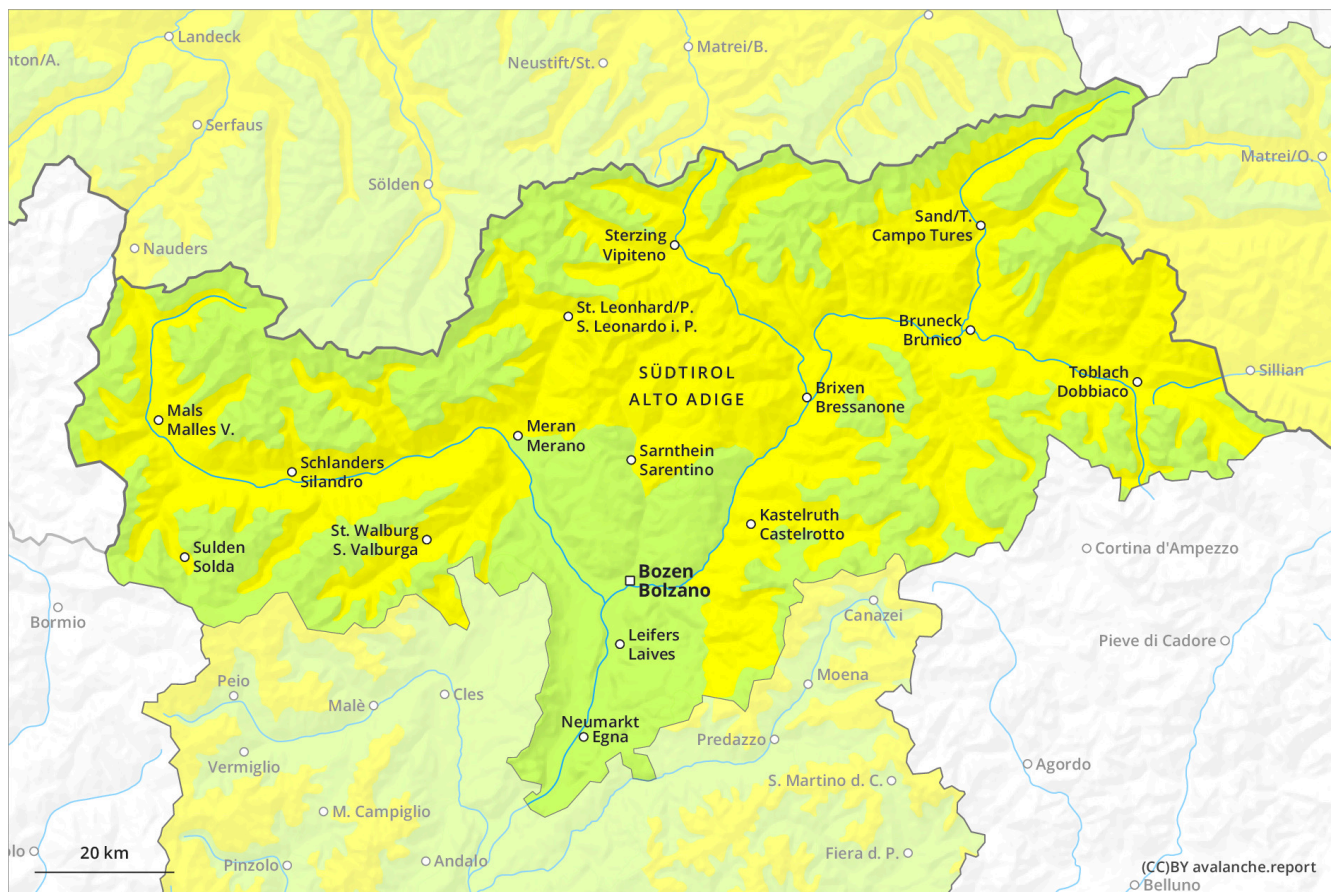 Landeck
Matrei/B.
nton/A.
Neustift/St.
Serfaus
Matrei/O.
Sölden
Sand/T.
Campo Tures
Sterzing
Vipiteno
Nauders
St. Leonhard/P.
S. Leonardo i. P.
Bruneck
Brunico
SÜDTIROL
ALTO ADIGE
Toblach
Dobbiaco
Sillian
Brixen
Bressanone
Mals
Malles V.
Meran
Merano
Sarnthein
Sarentino
Schlanders
Silandro
Kastelruth
Castelrotto
St. Walburg
S. Valburga
Sulden
Solda
Cortina d'Ampezzo
Bozen
Bolzano
Bormio
Canazei
Leifers
Laives
Pieve di Cadore
Peio
Moena
Malè
Cles
Neumarkt
Egna
Predazzo
Vermiglio
Agordo
S. Martino d. C.
M. Campiglio
olo
20 km
Pinzolo
Andalo
Fiera d. P.
(CC)BY avalanche.report
Belluno